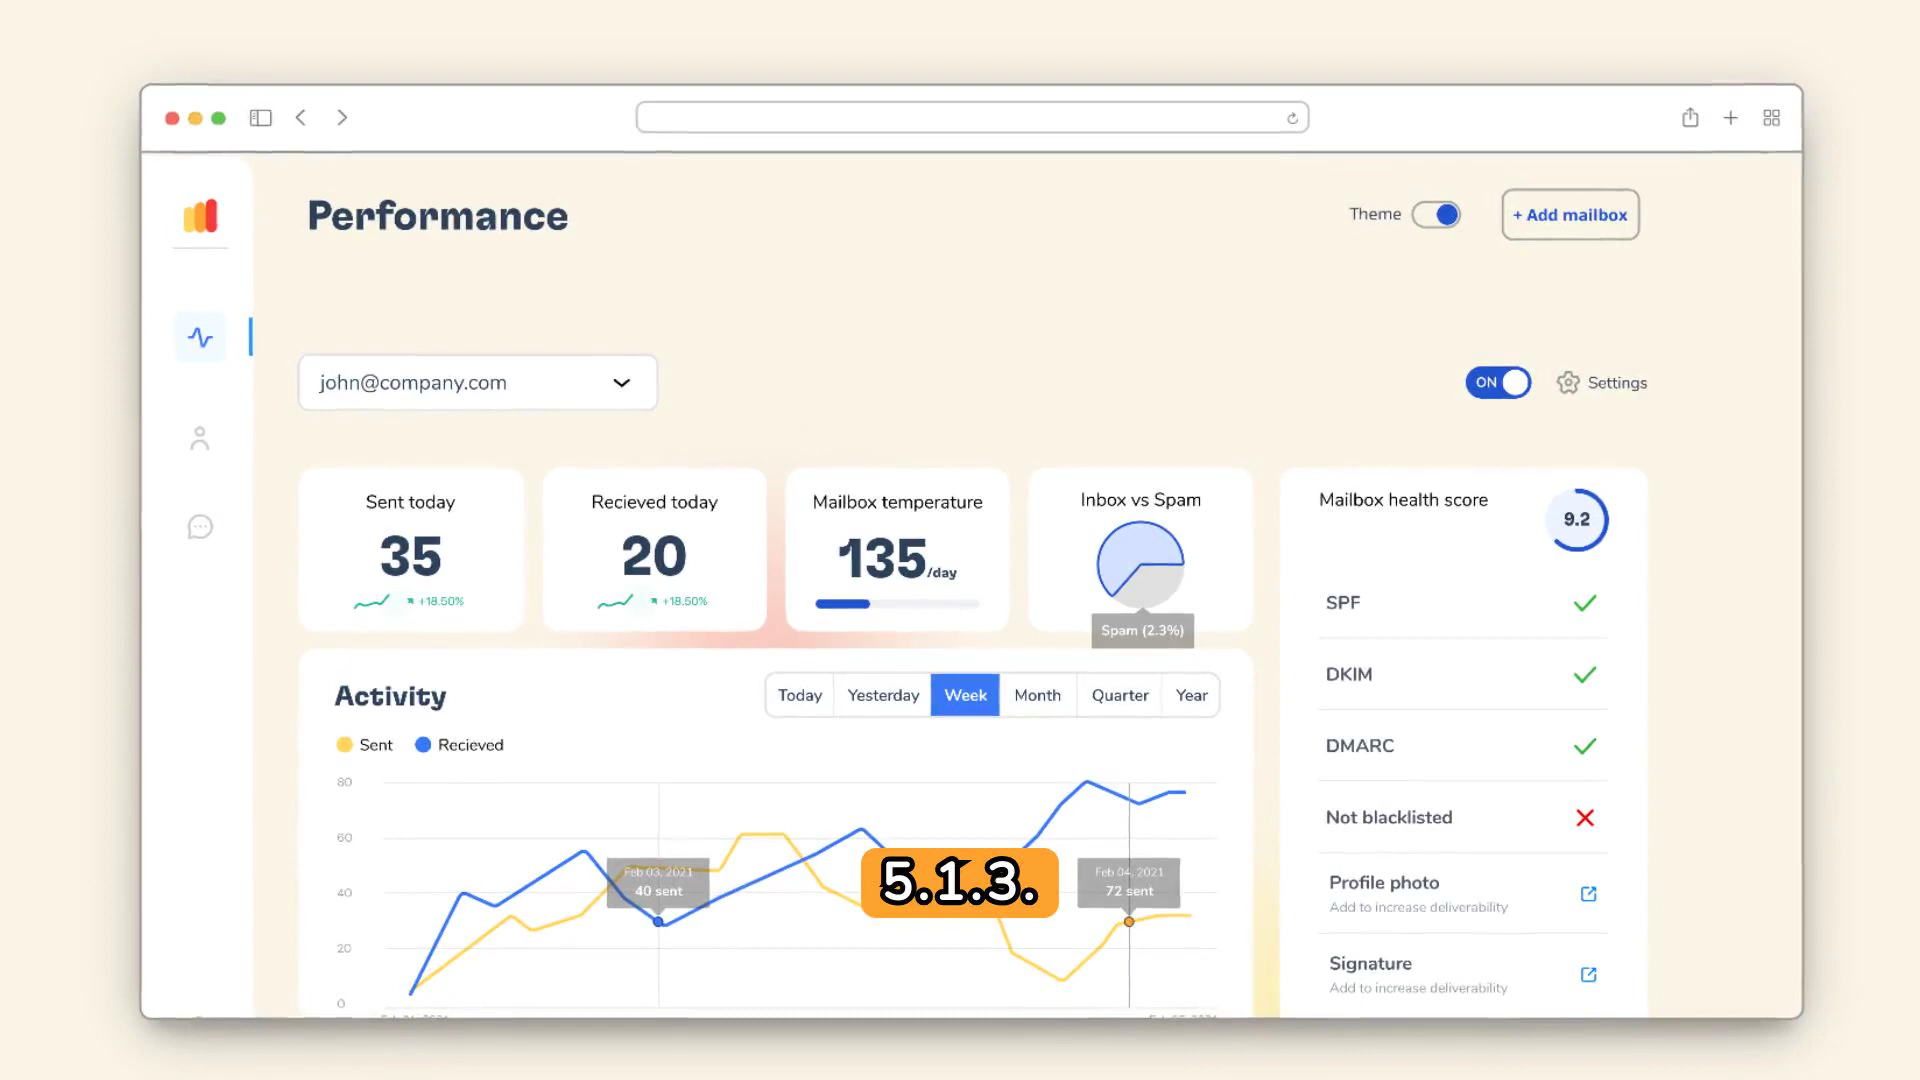 Performance
Theme
+ Add mailbox
john@company.com
ON
Settings
Sent today
35
+18.50%
Recieved today
20
+18.50%
Mailbox temperature
135/day
Inbox vs Spam
Spam (2.3%)
Mailbox health score
9.2
SPF
DKIM
DMARC
Not blacklisted
Profile photo
Add to increase deliverability
Signature
Add to increase deliverability
Activity
Today Yesterday Week Month Quarter Year
Sent Recieved
80
60
40
20
0
Feb 03, 2021
40 sent
5.1.3.
Feb 04, 2021
72 sent